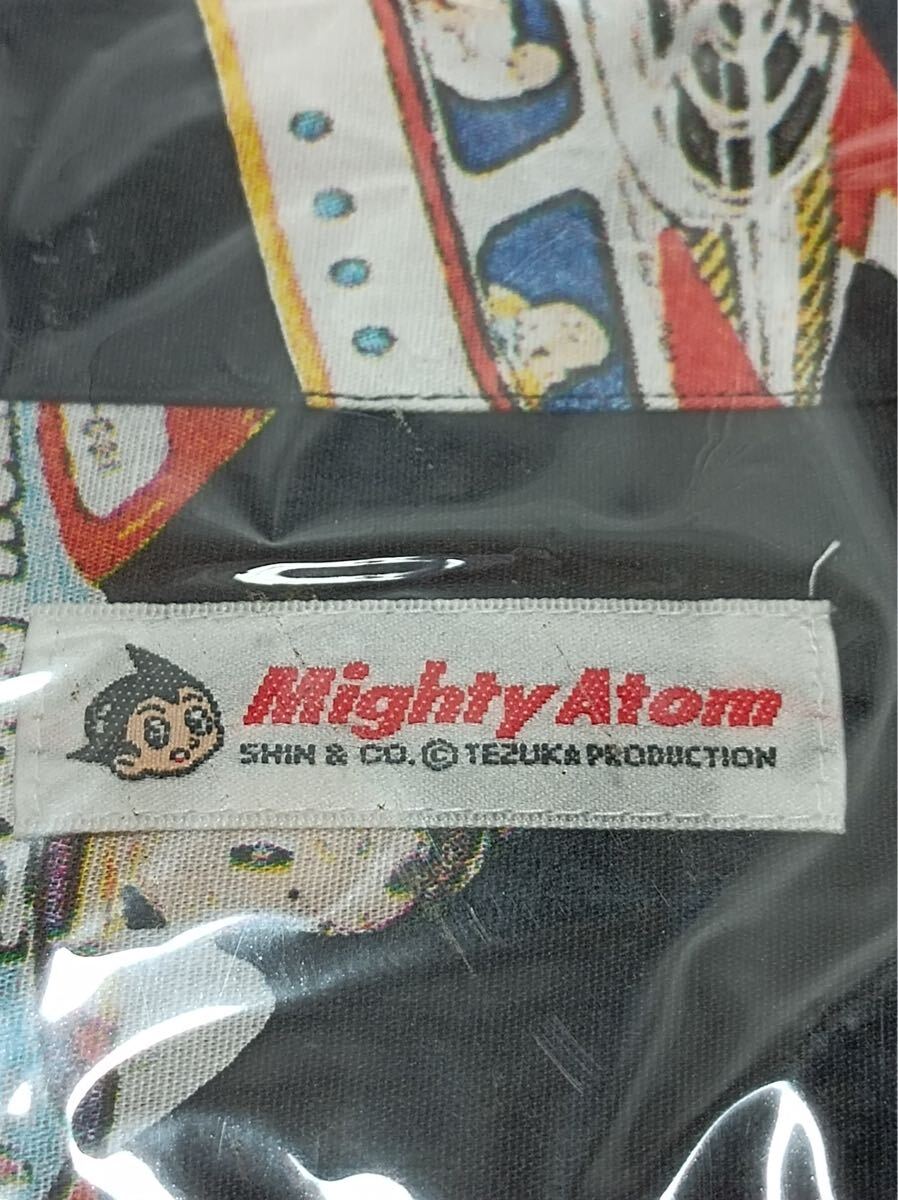 Mighty Atom
SHIN & CO. © TEZUKA PRODUCTION